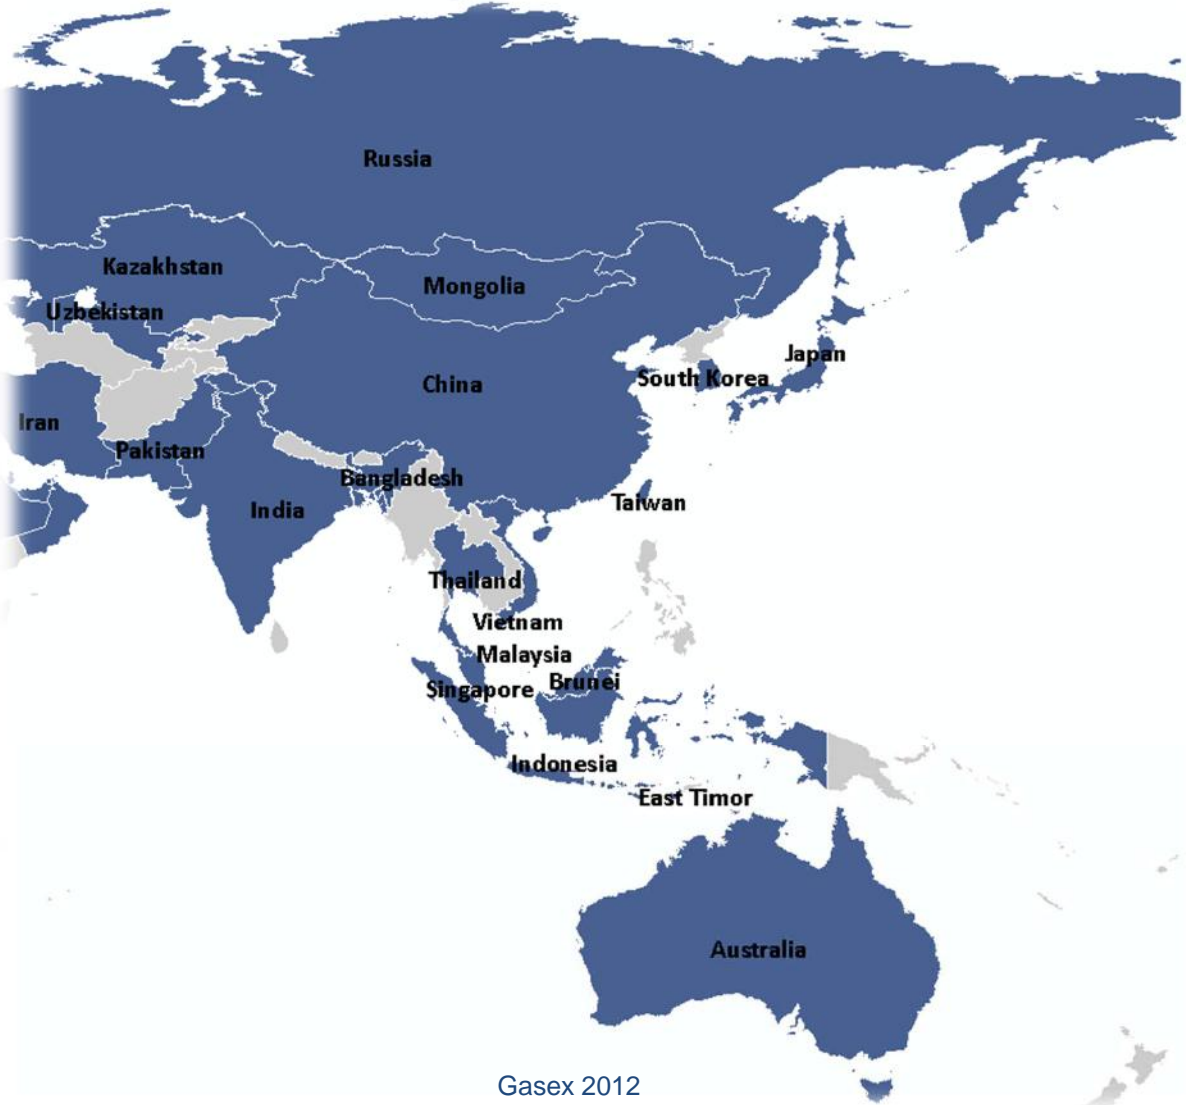 Russia
Kazakhstan
Mongolia
Uzbekistan
Japan
South Korea
China
Iran
Pakistan
Bangladesh
Taiwan
India
Thailand
Vietnam
Malaysia
Brunei
Singapore
Indonesia
East Timor
Australia
Gasex 2012